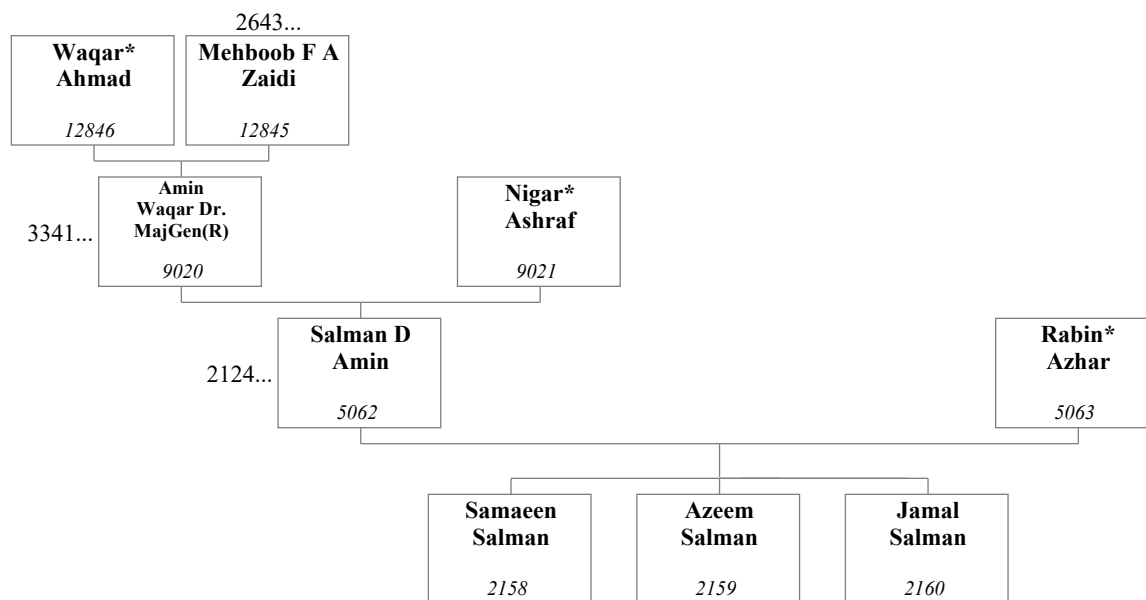 2643...
Waqar*
Ahmad
12846
Mehboob F A
Zaidi
12845
3341...
Amin
Waqar Dr.
MajGen(R)
9020
Nigar*
Ashraf
9021
2124...
Salman D
Amin
5062
Rabin*
Azhar
5063
Samaeen
Salman
2158
Azeem
Salman
2159
Jamal
Salman
2160